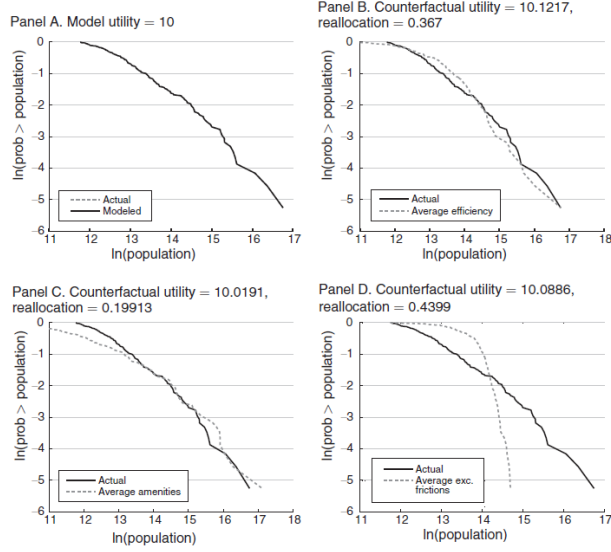 Panel A. Model utility = 10
ln(prob > population)
0
−1
−2
−3
−4
−5
−6
Actual
Modeled
11 12 13 14 15 16 17
ln(population)
Panel B. Counterfactual utility = 10.1217,
reallocation = 0.367
ln(prob > population)
0
−1
−2
−3
−4
−5
−6
Actual
Average efficiency
11 12 13 14 15 16 17
ln(population)
Panel C. Counterfactual utility = 10.0191,
reallocation = 0.19913
ln(prob > population)
0
−1
−2
−3
−4
−5
−6
Actual
Average amenities
11 12 13 14 15 16 17 18
ln(population)
Panel D. Counterfactual utility = 10.0886,
reallocation = 0.4399
ln(prob > population)
0
−1
−2
−3
−4
−5
−6
Actual
Average exc.
frictions
11 12 13 14 15 16 17
ln(population)